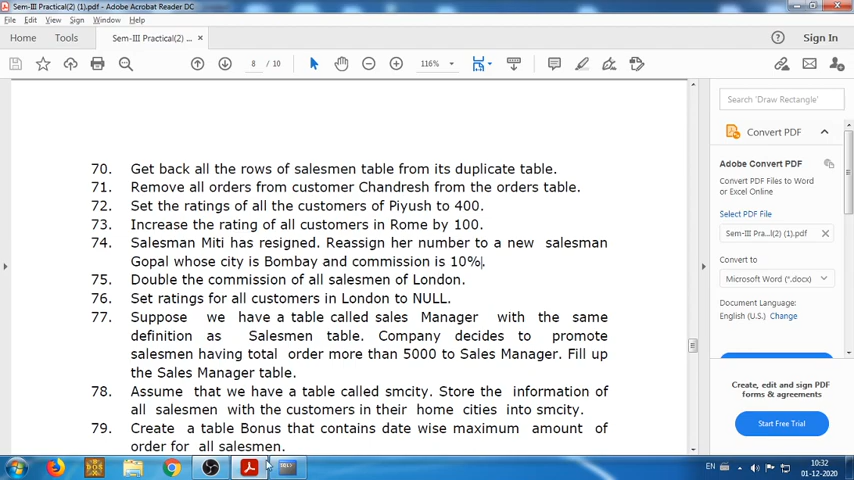 Sem-III Practical(2) (1).pdf - Adobe Acrobat Reader DC
File Edit View Sign Window Help
Home Tools Sem-III Practical(2) ... × Sign In
8 / 10 116%
70. Get back all the rows of salesmen table from its duplicate table.
71. Remove all orders from customer Chandresh from the orders table.
72. Set the ratings of all the customers of Piyush to 400.
73. Increase the rating of all customers in Rome by 100.
74. Salesman Miti has resigned. Reassign her number to a new salesman
Gopal whose city is Bombay and commission is 10%.
75. Double the commission of all salesmen of London.
76. Set ratings for all customers in London to NULL.
77. Suppose we have a table called sales Manager with the same
definition as Salesmen table. Company decides to promote
salesmen having total order more than 5000 to Sales Manager. Fill up
the Sales Manager table.
78. Assume that we have a table called smcity. Store the information of
all salesmen with the customers in their home cities into smcity.
79. Create a table Bonus that contains date wise maximum amount of
order for all salesmen.
Search 'Draw Rectangle'
Convert PDF
Adobe Convert PDF
Convert PDF Files to Word
or Excel Online
Select PDF File
Sem-III Pra...l(2) (1).pdf ×
Convert to
Microsoft Word (*.docx)
Document Language:
English (U.S.) Change
Create, edit and sign PDF
forms & agreements
Start Free Trial
EN
10:32
01-12-2020